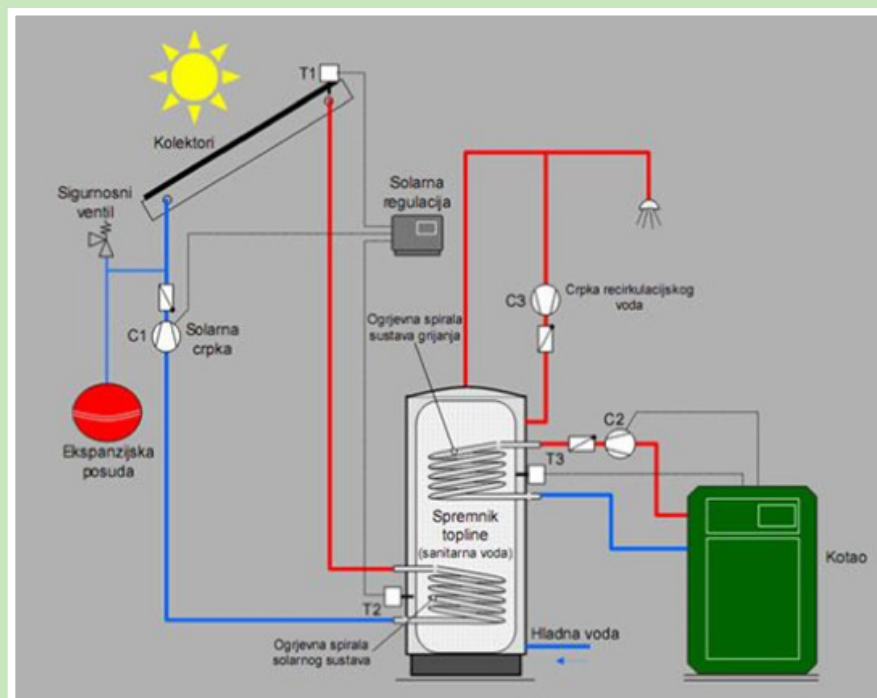 T1
Kolektori
Sigurnosni
ventil
Solarna
regulacija
C1
Solarna
crpka
C3
Crpka recirkulacijskog
voda
Ogrjevna spirala
sustava grijanja
Ekspanzijska
posuda
C2
T3
Spremnik
topline
(sanitarna voda)
Kotao
T2
Ogrjevna spirala
solarnog sustava
Hladna voda